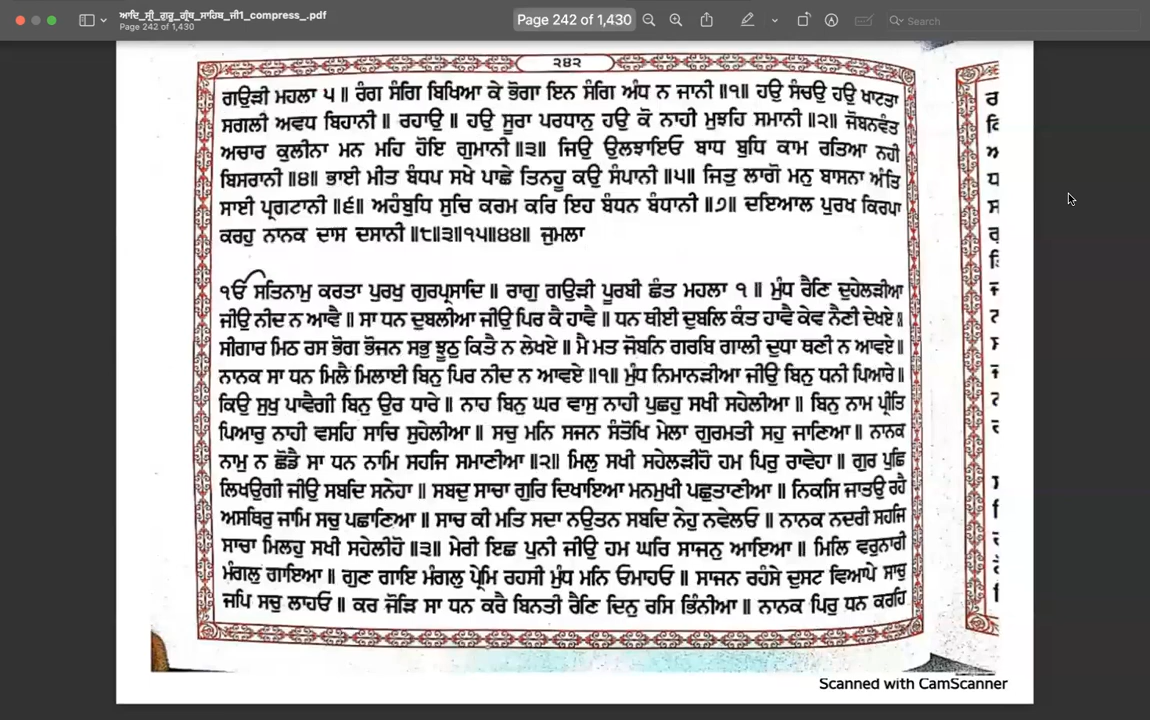 ਆਦਿ_ਸ੍ਰੀ_ਗੁਰੂ_ਗ੍ਰੰਥ_ਸਾਹਿਬ_ਜੀ1_compress_.pdf
Page 242 of 1,430
Page 242 of 1,430
Search
੨੪੨
ਗਉੜੀ ਮਹਲਾ ੫ ॥ ਰੰਗ ਸੰਗਿ ਬਿਖਿਆ ਕੇ ਭੋਗਾ ਇਨ ਸੰਗਿ ਅੰਧ ਨ ਜਾਨੀ ॥੧॥ ਹਉ ਸੰਚਉ ਹਉ ਖਾਟਤਾ
ਸਗਲੀ ਅਵਧ ਬਿਹਾਨੀ ॥ ਰਹਾਉ ॥ ਹਉ ਸੂਰਾ ਪਰਧਾਨੁ ਹਉ ਕੋ ਨਾਹੀ ਮੁਝਹਿ ਸਮਾਨੀ ॥੨॥ ਜੋਬਨਵੰਤ
ਅਚਾਰ ਕੁਲੀਨਾ ਮਨ ਮਹਿ ਹੋਇ ਗੁਮਾਨੀ ॥੩॥ ਜਿਉ ਉਲਝਾਇਓ ਬਾਧ ਬੁਧਿ ਕਾਮ ਰਤਿਆ ਨਹੀ
ਬਿਸਰਾਨੀ ॥੪॥ ਭਾਈ ਮੀਤ ਬੰਧਪ ਸਖੇ ਪਾਛੇ ਤਿਨਹੂ ਕਉ ਸੰਪਾਨੀ ॥੫॥ ਜਿਤੁ ਲਾਗੋ ਮਨੁ ਬਾਸਨਾ ਅੰਤਿ
ਸਾਈ ਪ੍ਰਗਟਾਨੀ ॥੬॥ ਅਹੰਬੁਧਿ ਸੁਚਿ ਕਰਮ ਕਰਿ ਇਹ ਬੰਧਨ ਬੰਧਾਨੀ ॥੭॥ ਦਇਆਲ ਪੁਰਖ ਕਿਰਪਾ
ਕਰਹੁ ਨਾਨਕ ਦਾਸ ਦਸਾਨੀ ॥੮॥੩॥੧੫॥੪੪॥ ਜੁਮਲਾ
ੴ ਸਤਿਨਾਮੁ ਕਰਤਾ ਪੁਰਖੁ ਗੁਰਪ੍ਰਸਾਦਿ ॥ ਰਾਗੁ ਗਉੜੀ ਪੂਰਬੀ ਛੰਤ ਮਹਲਾ ੧ ॥ ਮੁੰਧ ਰੈਣਿ ਦੁਹੇਲੜੀਆ
ਜੀਉ ਨੀਦ ਨ ਆਵੈ ॥ ਸਾ ਧਨ ਦੁਬਲੀਆ ਜੀਉ ਪਿਰ ਕੈ ਹਾਵੈ ॥ ਧਨ ਥੀਈ ਦੁਬਲਿ ਕੰਤ ਹਾਵੈ ਕੇਵ ਨੈਣੀ ਦੇਖਏ ॥
ਸੀਗਾਰ ਮਿਠ ਰਸ ਭੋਗ ਭੋਜਨ ਸਭੁ ਝੂਠੁ ਕਿਤੈ ਨ ਲੇਖਏ ॥ ਮੈ ਮਤ ਜੋਬਨਿ ਗਰਬਿ ਗਾਲੀ ਦੁਧਾ ਥਣੀ ਨ ਆਵਏ ॥
ਨਾਨਕ ਸਾ ਧਨ ਮਿਲੈ ਮਿਲਾਈ ਬਿਨੁ ਪਿਰ ਨੀਦ ਨ ਆਵਏ ॥੧॥ ਮੁੰਧ ਨਿਮਾਨੜੀਆ ਜੀਉ ਬਿਨੁ ਧਨੀ ਪਿਆਰੇ ॥
ਕਿਉ ਸੁਖੁ ਪਾਵੈਗੀ ਬਿਨੁ ਉਰ ਧਾਰੇ ॥ ਨਾਹ ਬਿਨੁ ਘਰ ਵਾਸੁ ਨਾਹੀ ਪੁਛਹੁ ਸਖੀ ਸਹੇਲੀਆ ॥ ਬਿਨੁ ਨਾਮ ਪ੍ਰੀਤਿ
ਪਿਆਰੁ ਨਾਹੀ ਵਸਹਿ ਸਾਚਿ ਸੁਹੇਲੀਆ ॥ ਸਚੁ ਮਨਿ ਸਜਨ ਸੰਤੋਖਿ ਮੇਲਾ ਗੁਰਮਤੀ ਸਹੁ ਜਾਣਿਆ ॥ ਨਾਨਕ
ਨਾਮੁ ਨ ਛੋਡੈ ਸਾ ਧਨ ਨਾਮਿ ਸਹਜਿ ਸਮਾਣੀਆ ॥੨॥ ਮਿਲੁ ਸਖੀ ਸਹੇਲੜੀਹੋ ਹਮ ਪਿਰੁ ਰਾਵੇਹਾ ॥ ਗੁਰ ਪੁਛਿ
ਲਿਖਉਗੀ ਜੀਉ ਸਬਦਿ ਸਨੇਹਾ ॥ ਸਬਦੁ ਸਾਚਾ ਗੁਰਿ ਦਿਖਾਇਆ ਮਨਮੁਖੀ ਪਛੁਤਾਣੀਆ ॥ ਨਿਕਸਿ ਜਾਤਉ ਰਹੈ
ਅਸਥਿਰੁ ਜਾਮਿ ਸਚੁ ਪਛਾਣਿਆ ॥ ਸਾਚ ਕੀ ਮਤਿ ਸਦਾ ਨਉਤਨ ਸਬਦਿ ਨੇਹੁ ਨਵੇਲਓ ॥ ਨਾਨਕ ਨਦਰੀ ਸਹਜਿ
ਸਾਚਾ ਮਿਲਹੁ ਸਖੀ ਸਹੇਲੀਹੋ ॥੩॥ ਮੇਰੀ ਇਛ ਪੁਨੀ ਜੀਉ ਹਮ ਘਰਿ ਸਾਜਨੁ ਆਇਆ ॥ ਮਿਲਿ ਵਰੁਨਾਰੀ
ਮੰਗਲੁ ਗਾਇਆ ॥ ਗੁਣ ਗਾਇ ਮੰਗਲੁ ਪ੍ਰੇਮਿ ਰਹਸੀ ਮੁੰਧ ਮਨਿ ਓਮਾਹਓ ॥ ਸਾਜਨ ਰਹੰਸੇ ਦੁਸਟ ਵਿਆਪੇ ਸਾਚੁ
ਜਪਿ ਸਚੁ ਲਾਹਓ ॥ ਕਰ ਜੋੜਿ ਸਾ ਧਨ ਕਰੈ ਬਿਨਤੀ ਰੈਣਿ ਦਿਨੁ ਰਸਿ ਭਿੰਨੀਆ ॥ ਨਾਨਕ ਪਿਰੁ ਧਨ ਕਰਹਿ
Scanned with CamScanner